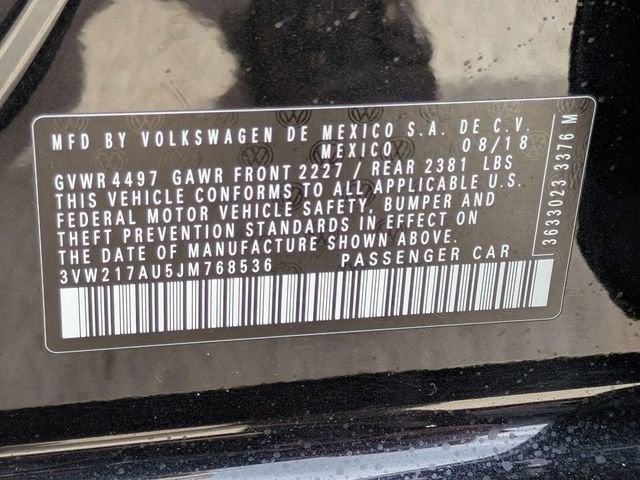 MFD BY VOLKSWAGEN DE MEXICO S.A. DE C.V.
MEXICO 08/18
GVWR 4497 GAWR FRONT 2227 / REAR 2381 LBS
THIS VEHICLE CONFORMS TO ALL APPLICABLE U.S.
FEDERAL MOTOR VEHICLE SAFETY, BUMPER AND
THEFT PREVENTION STANDARDS IN EFFECT ON
THE DATE OF MANUFACTURE SHOWN ABOVE.
3VW217AU5JM768536 PASSENGER CAR
3633023-3376 M